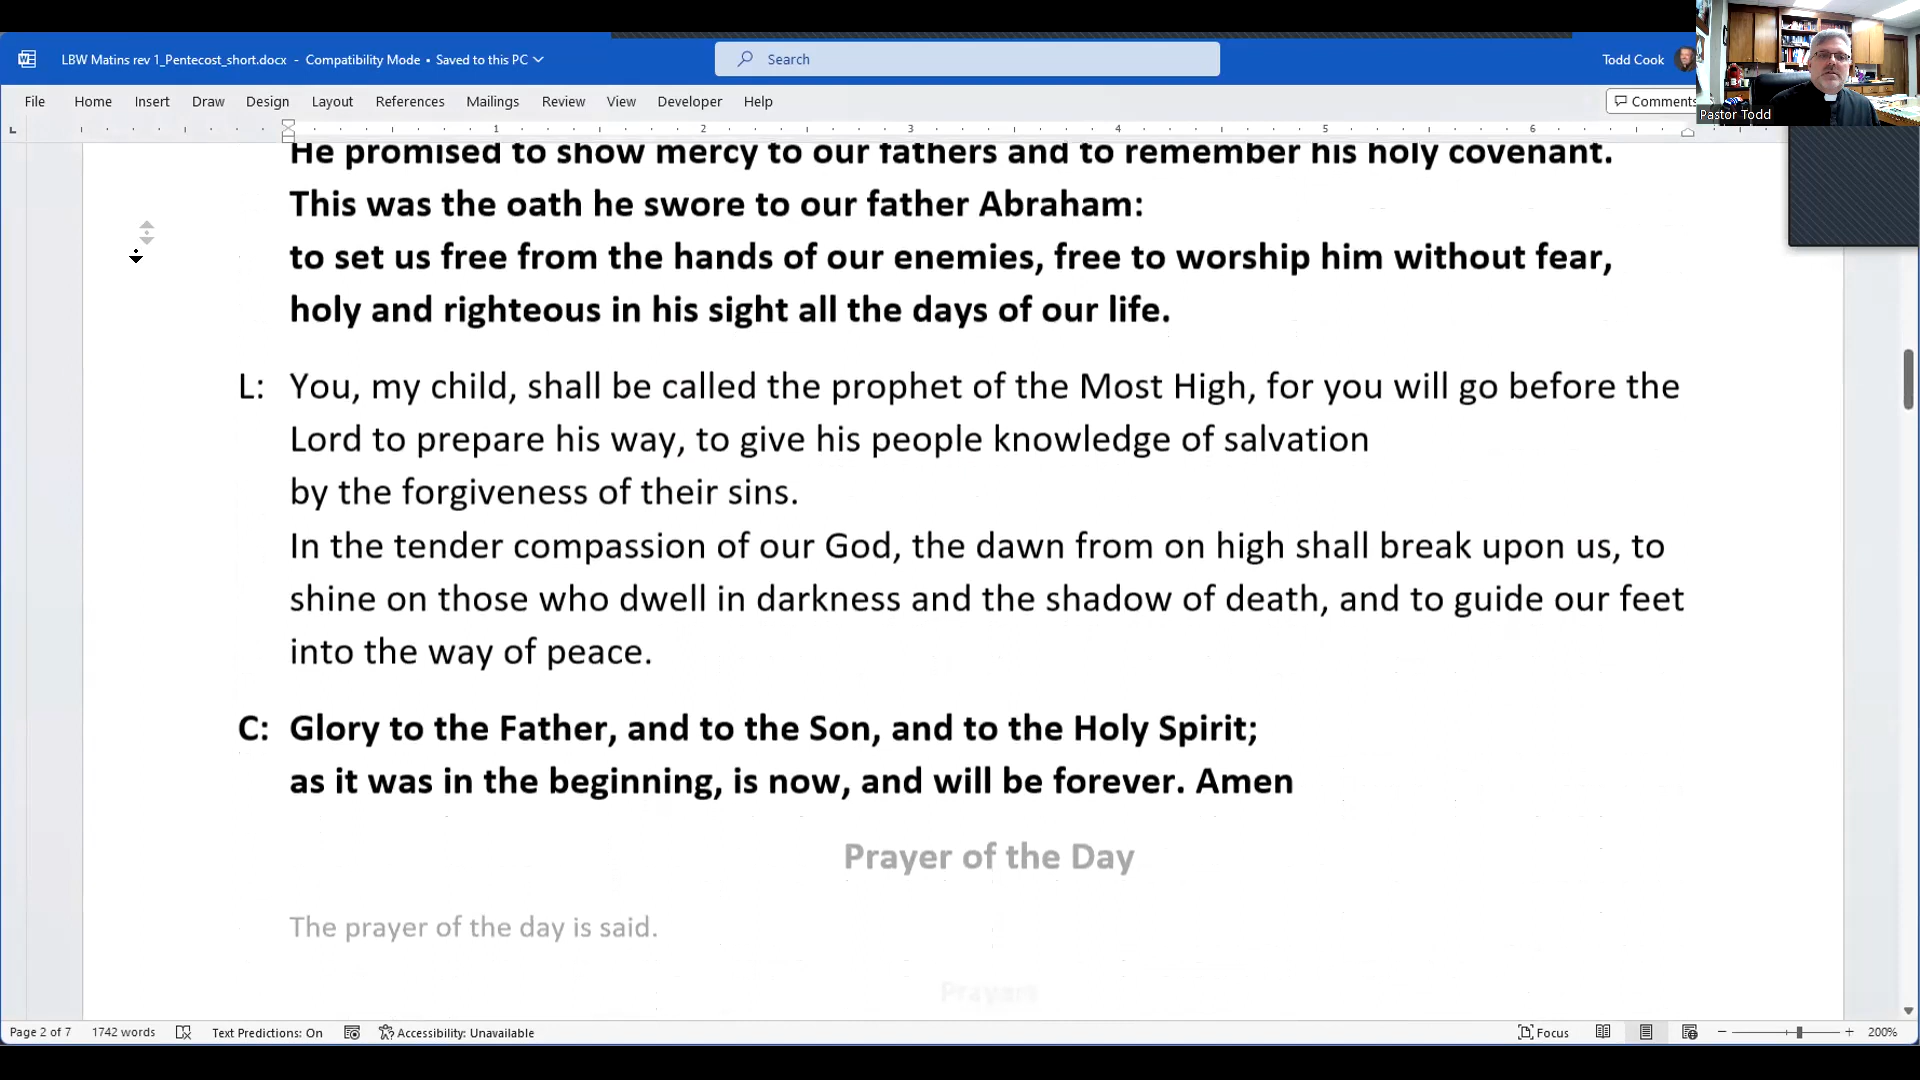 LBW Matins rev 1_Pentecost_short.docx - Compatibility Mode • Saved to this PC
Search
Todd Cook
File Home Insert Draw Design Layout References Mailings Review View Developer Help
Comments
Pastor Todd
1 2 3 4 5 6
He promised to show mercy to our fathers and to remember his holy covenant.
This was the oath he swore to our father Abraham:
to set us free from the hands of our enemies, free to worship him without fear,
holy and righteous in his sight all the days of our life.
L: You, my child, shall be called the prophet of the Most High, for you will go before the
Lord to prepare his way, to give his people knowledge of salvation
by the forgiveness of their sins.
In the tender compassion of our God, the dawn from on high shall break upon us, to
shine on those who dwell in darkness and the shadow of death, and to guide our feet
into the way of peace.
C: Glory to the Father, and to the Son, and to the Holy Spirit;
as it was in the beginning, is now, and will be forever. Amen
Prayer of the Day
The prayer of the day is said.
Prayers
Page 2 of 7 1742 words Text Predictions: On Accessibility: Unavailable Focus 200%